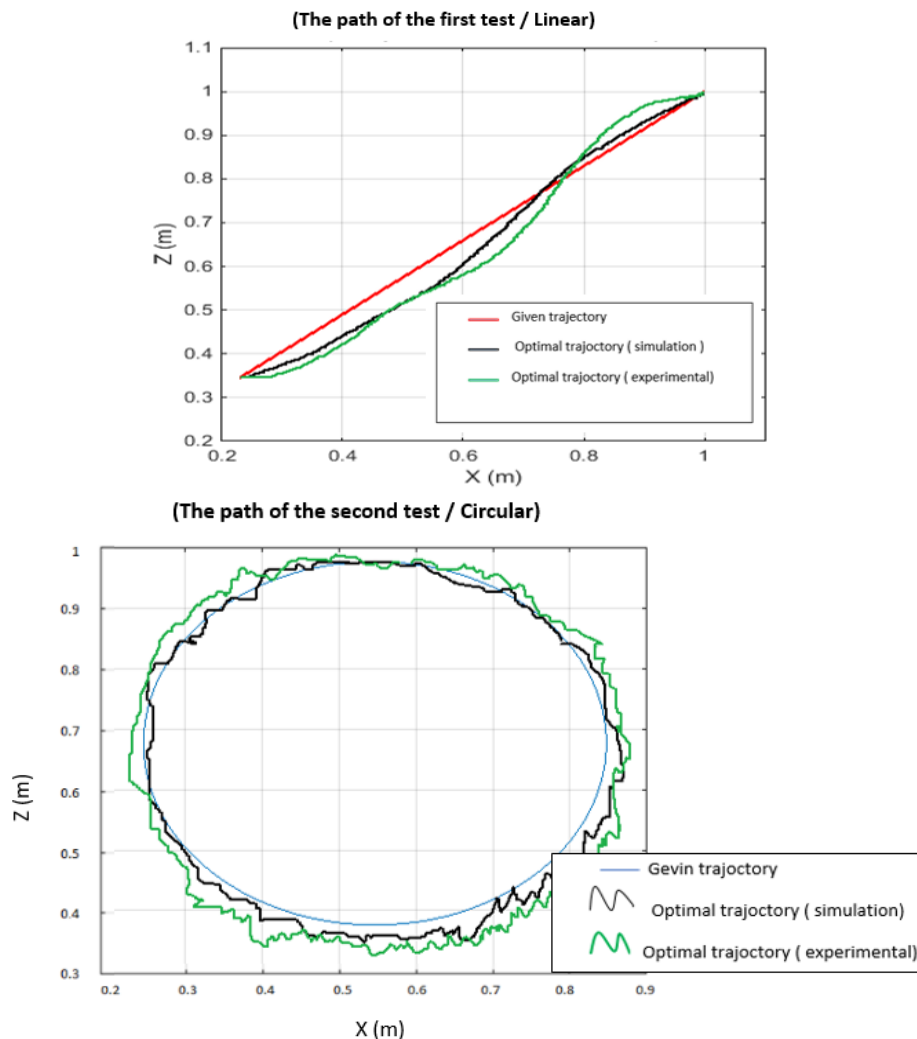 (The path of the first test / Linear)
1.1
1
0.9
0.8
0.7
0.6
0.5
0.4
0.3
0.2
Z (m)
Given trajectory
Optimal trajoctory ( simulation )
Optimal trajoctory ( experimental)
0.2 0.4 0.6 0.8 1
X (m)
(The path of the second test / Circular)
1
0.9
0.8
0.7
0.6
0.5
0.4
0.3
Z (m)
Gevin trajoctory
Optimal trajoctory ( simulation)
Optimal trajoctory ( experimental)
0.2 0.3 0.4 0.5 0.6 0.7 0.8 0.9
X (m)